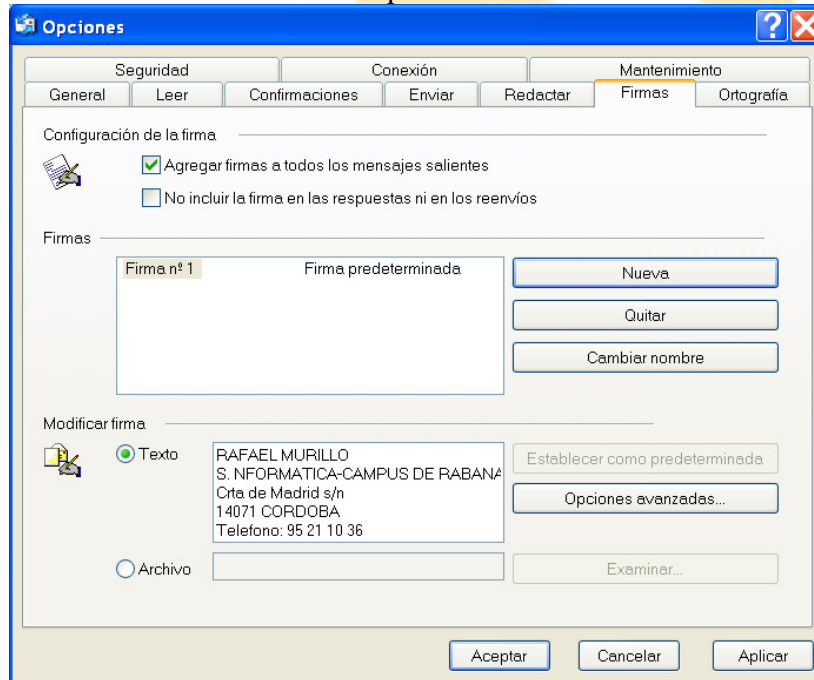 Opciones
Seguridad Conexión Mantenimiento
General Leer Confirmaciones Enviar Redactar Firmas Ortografía
Configuración de la firma
Agregar firmas a todos los mensajes salientes
No incluir la firma en las respuestas ni en los reenvíos
Firmas
Firma nº 1 Firma predeterminada
Nueva
Quitar
Cambiar nombre
Modificar firma
Texto
RAFAEL MURILLO
S. NFORMATICA-CAMPUS DE RABANA
Crta de Madrid s/n
14071 CORDOBA
Telefono: 95 21 10 36
Establecer como predeterminada
Opciones avanzadas...
Archivo
Examinar...
Aceptar Cancelar Aplicar